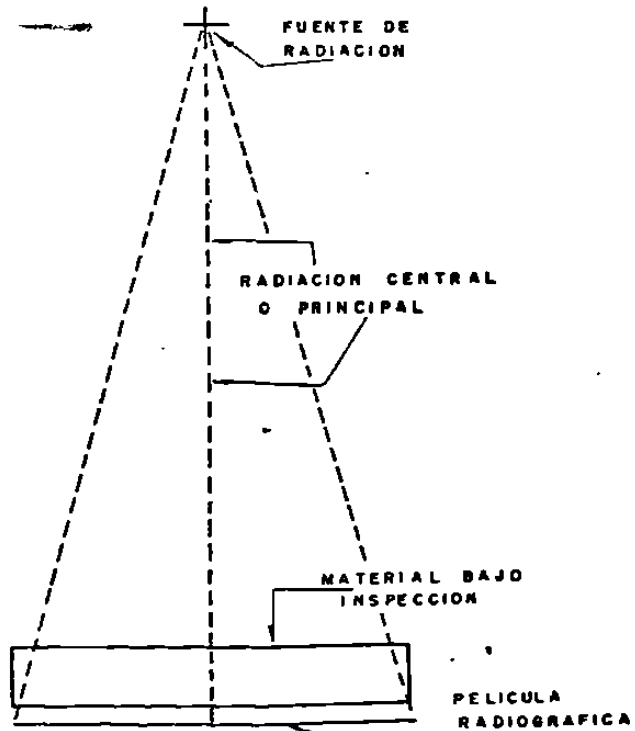 FUENTE DE
RADIACION
RADIACION CENTRAL
O PRINCIPAL
MATERIAL BAJO
INSPECCION
PELICULA
RADIOGRAFICA